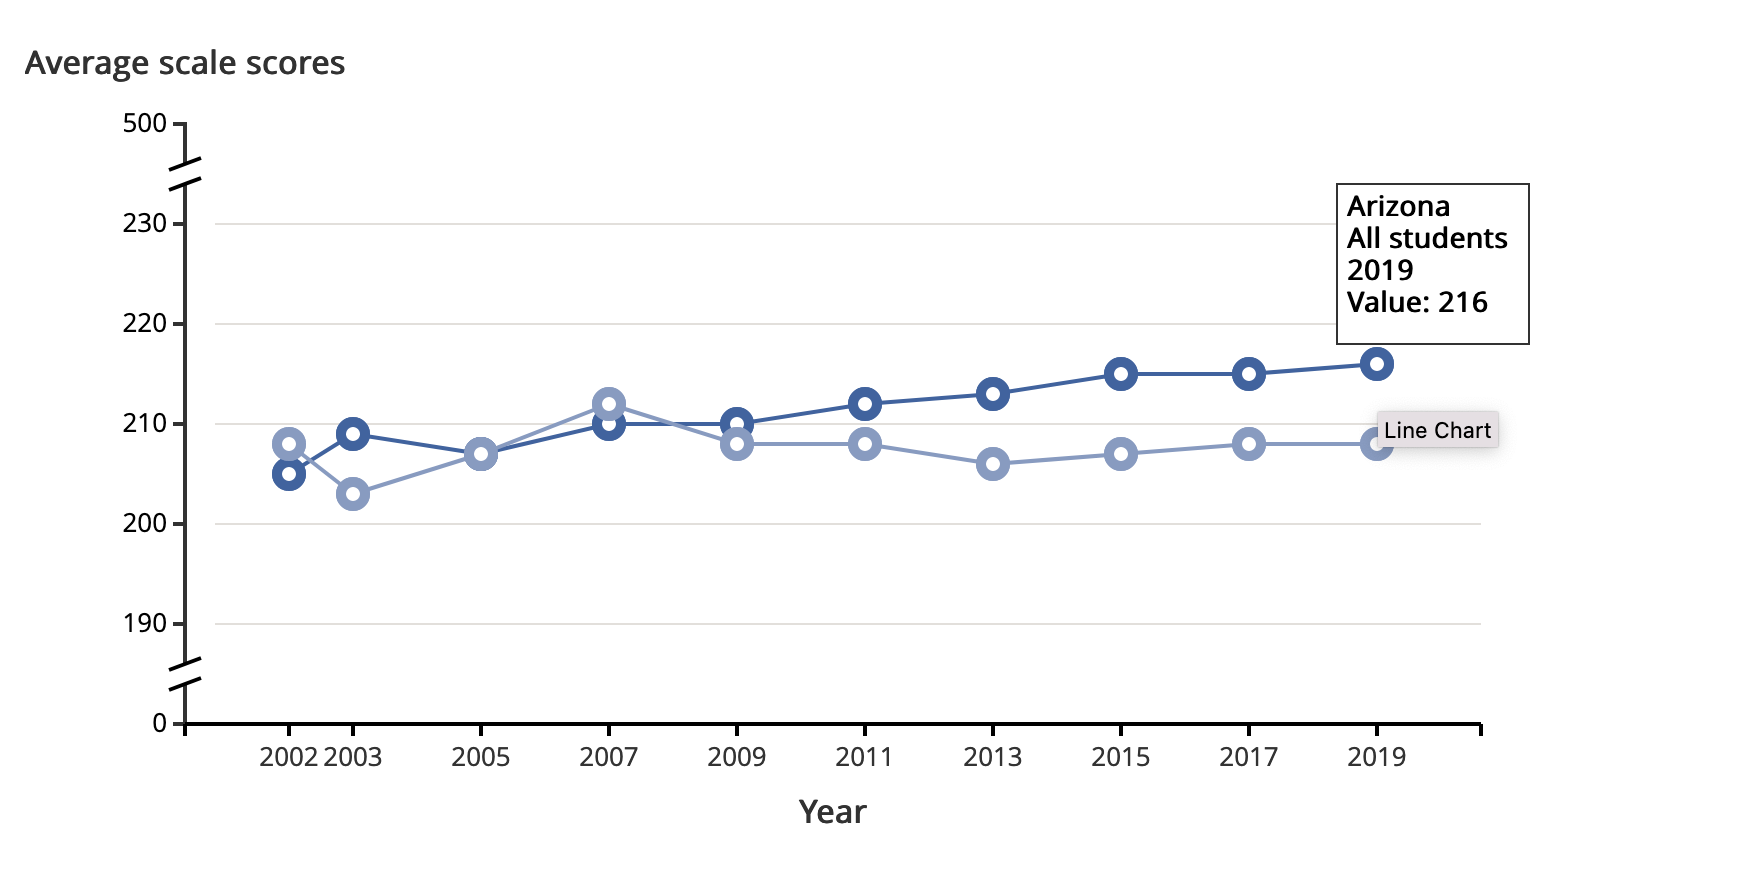 Average scale scores
500
230
220
210
200
190
0
Arizona
All students
2019
Value: 216
Line Chart
2002 2003 2005 2007 2009 2011 2013 2015 2017 2019
Year